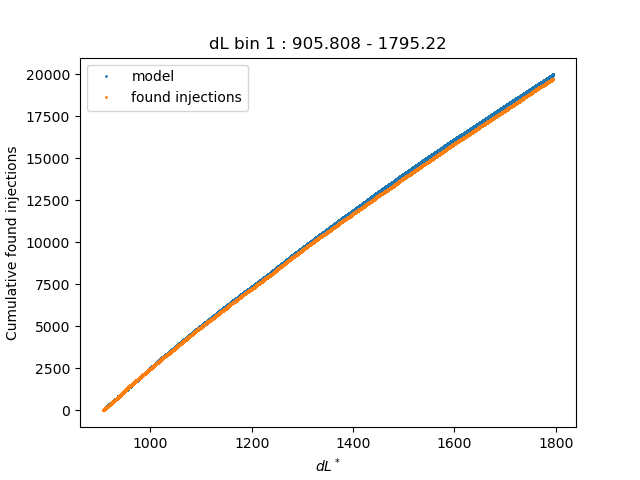 dL bin 1 : 905.808 - 1795.22
model
found injections
20000
17500
15000
12500
10000
7500
5000
2500
0
Cumulative found injections
1000 1200 1400 1600 1800
dL*